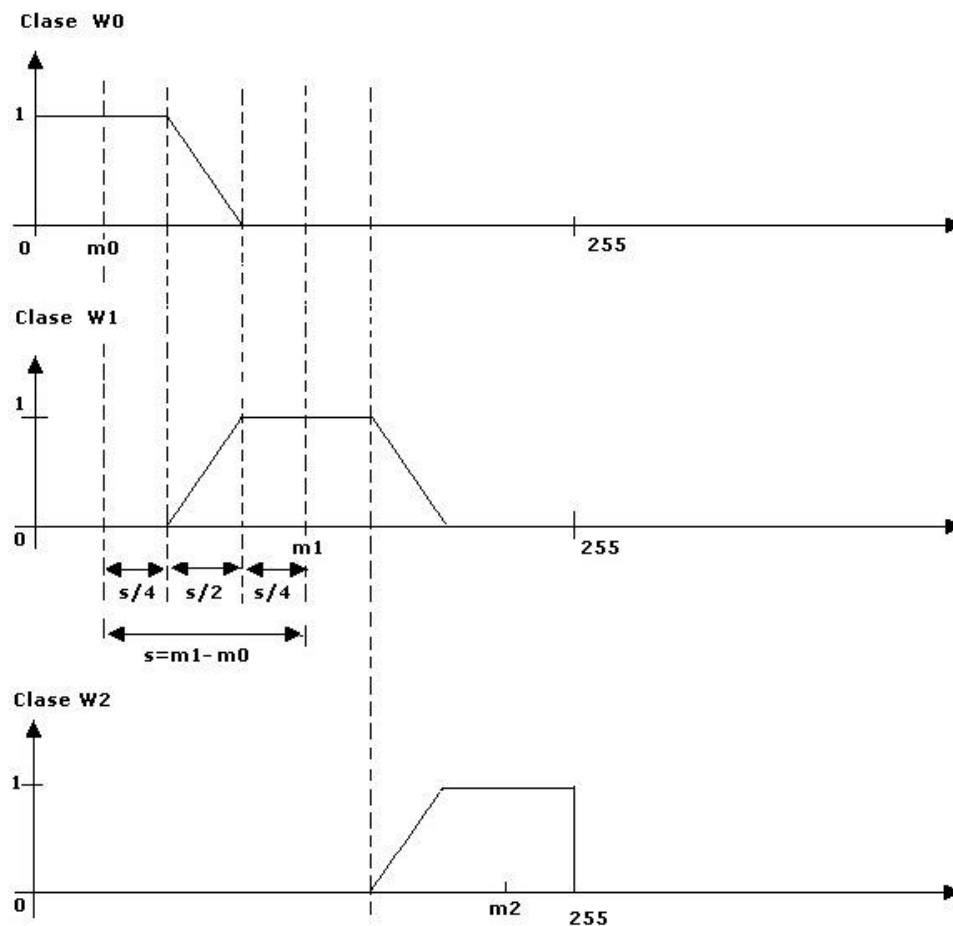 Clase W0
1
0 m0 255
Clase W1
1
0 m1 255
s/4 s/2 s/4
s=m1-m0
Clase W2
1
0 m2 255